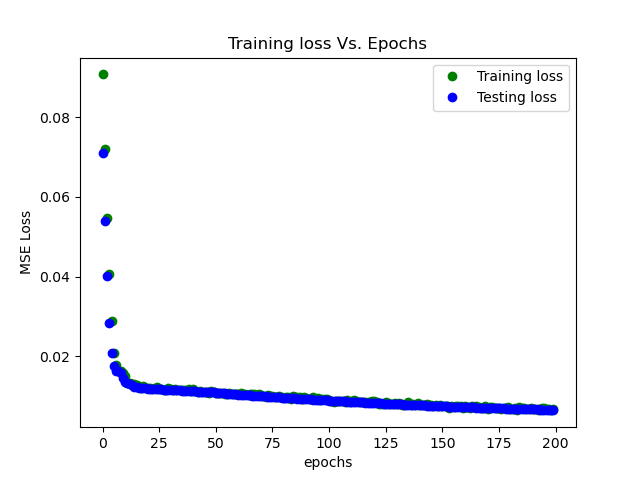 Training loss Vs. Epochs
Training loss
Testing loss
MSE Loss
0.08
0.06
0.04
0.02
0 25 50 75 100 125 150 175 200
epochs